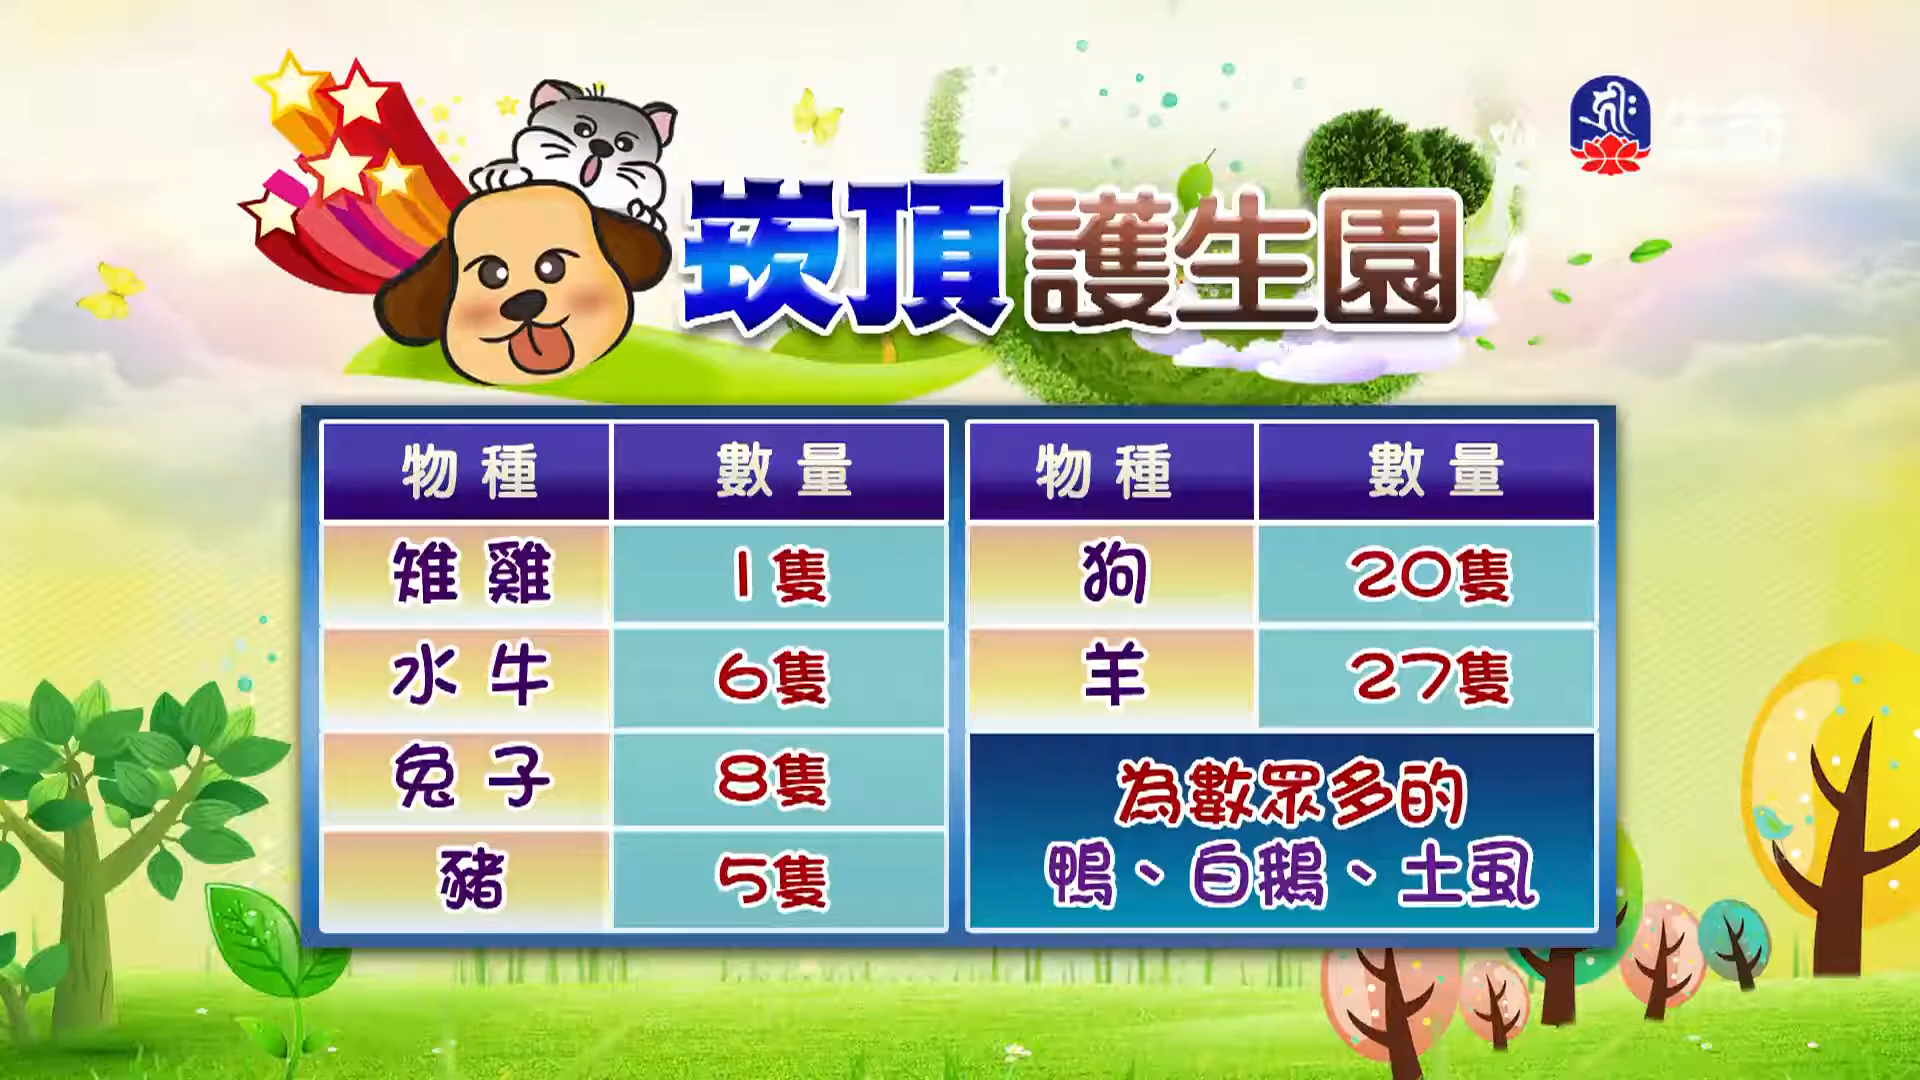 崁頂護生園
物種 數量
雉雞 1隻
水牛 6隻
兔子 8隻
豬 5隻
物種 數量
狗 20隻
羊 27隻
為數眾多的
鴨、白鵝、土虱